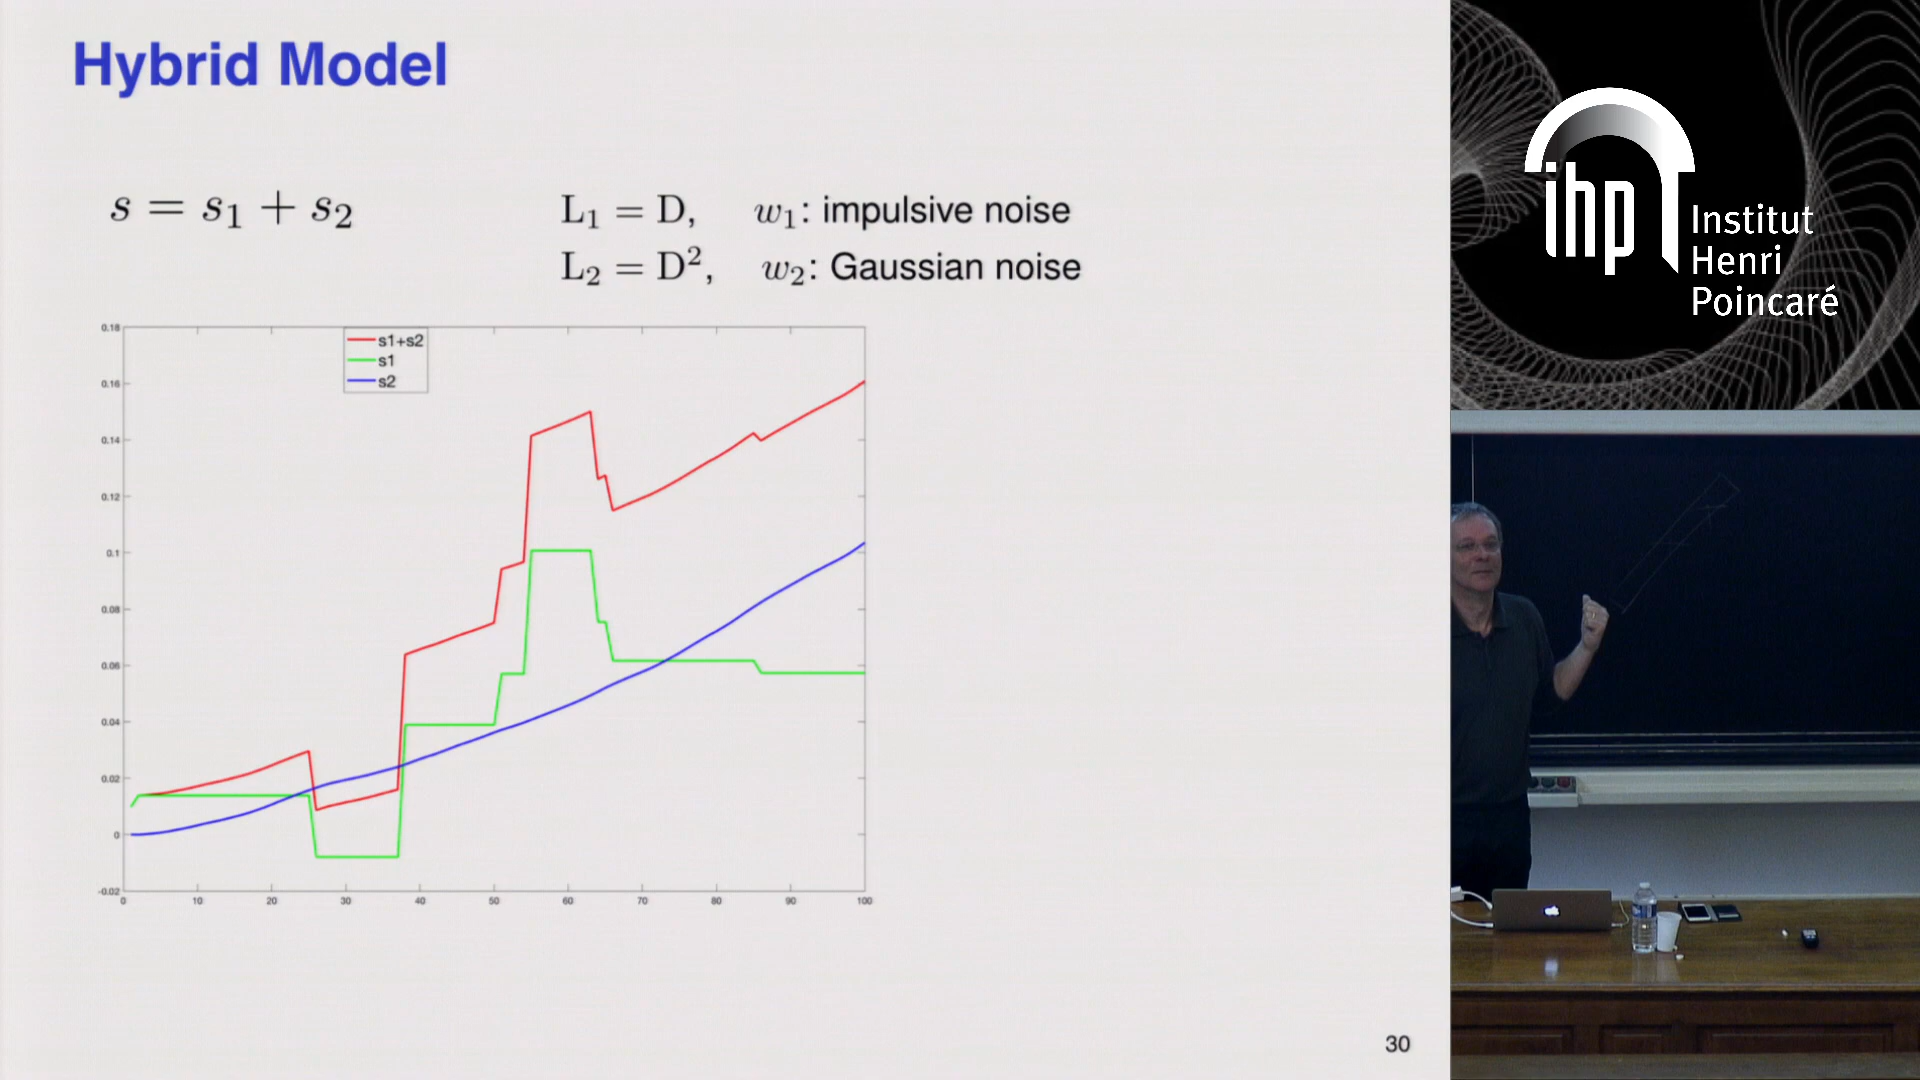 Hybrid Model
s = s₁ + s₂
L₁ = D, w₁: impulsive noise
L₂ = D², w₂: Gaussian noise
s1+s2
s1
s2
0.18
0.16
0.14
0.12
0.1
0.08
0.06
0.04
0.02
0
-0.02
0 10 20 30 40 50 60 70 80 90 100
30
ihp
Institut
Henri
Poincaré